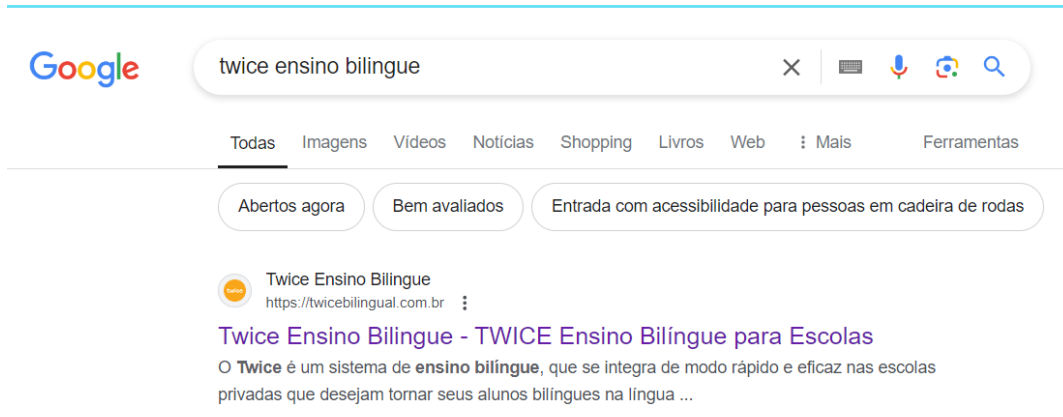 Google
twice ensino bilingue
Todas Imagens Vídeos Notícias Shopping Livros Web Mais Ferramentas
Abertos agora Bem avaliados Entrada com acessibilidade para pessoas em cadeira de rodas
twice
Twice Ensino Bilingue
https://twicebilingual.com.br
Twice Ensino Bilingue - TWICE Ensino Bilíngue para Escolas
O Twice é um sistema de ensino bilíngue, que se integra de modo rápido e eficaz nas escolas
privadas que desejam tornar seus alunos bilíngues na língua ...